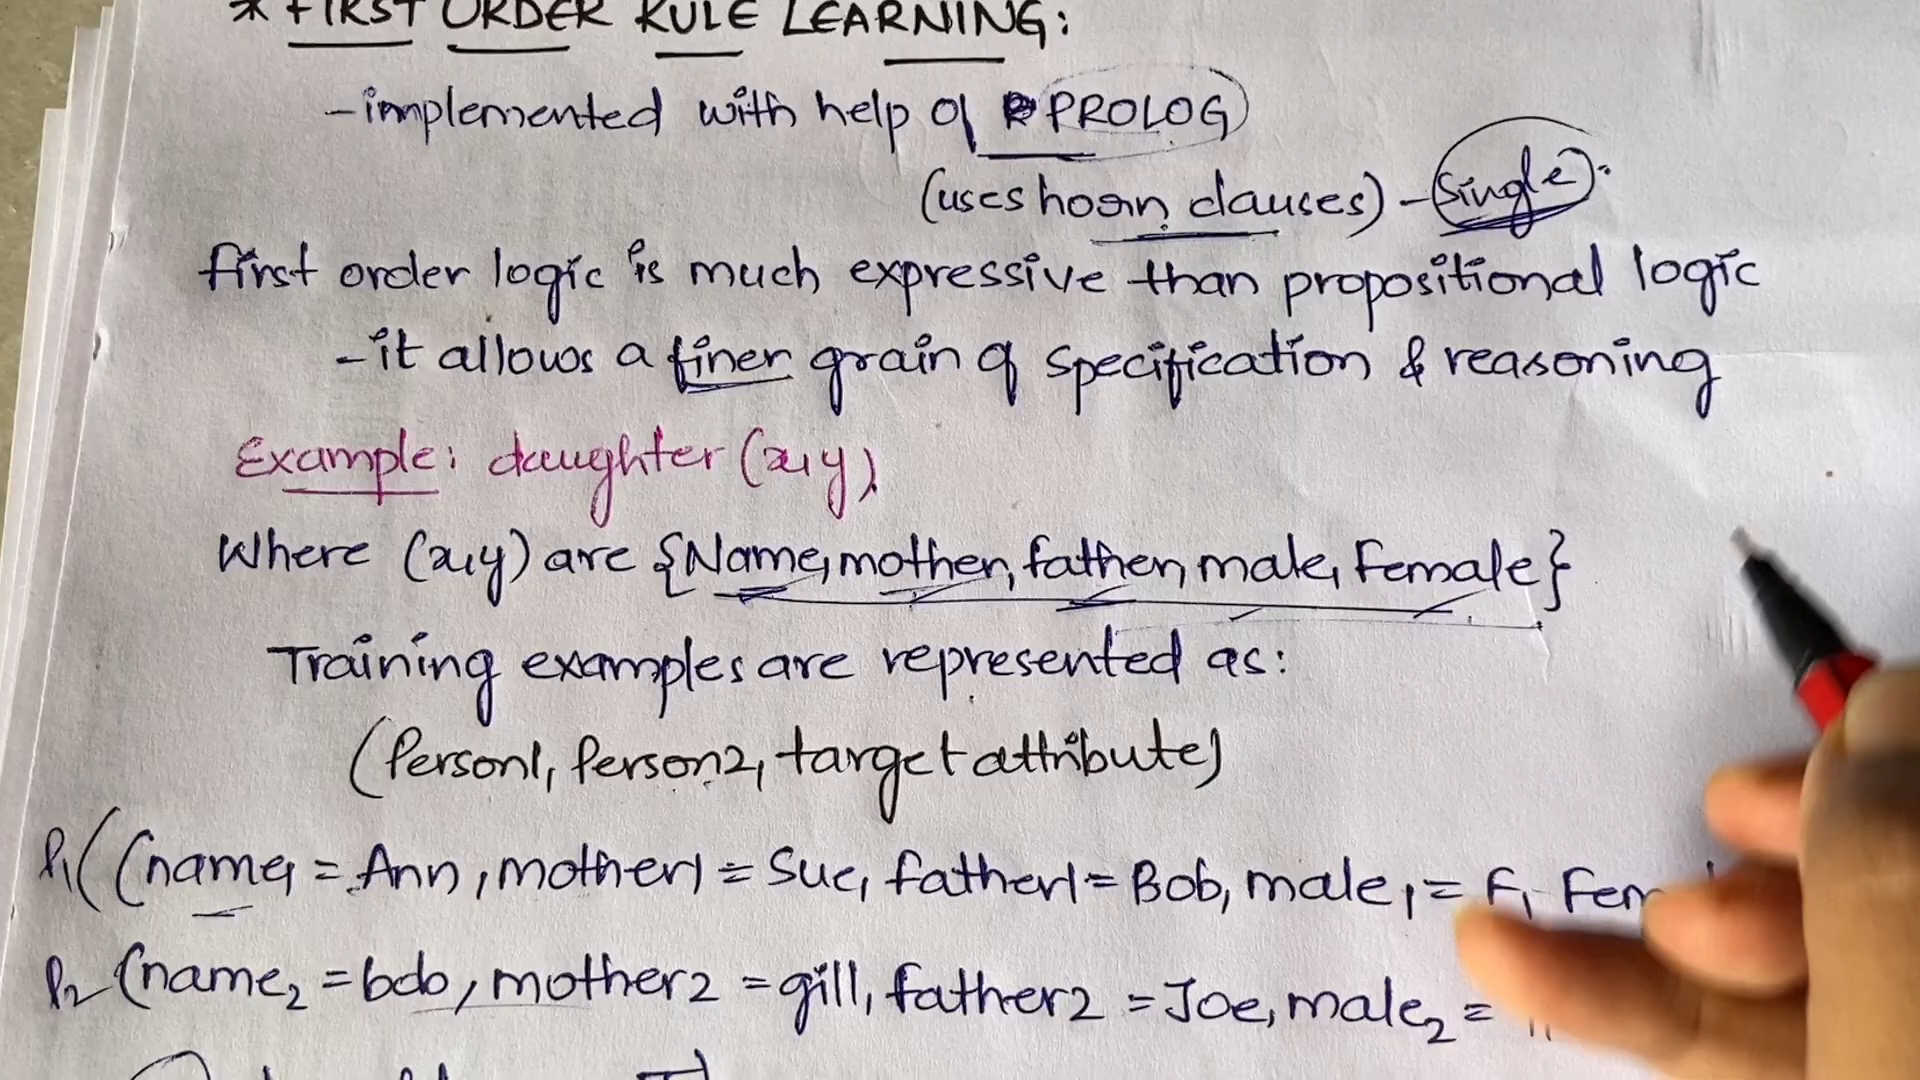 * FIRST ORDER RULE LEARNING:
-implemented with help of PROLOG
(uses horn clauses) - single).
first order logic is much expressive than propositional logic
-it allows a finer grain of specification & reasoning
Example: daughter (x,y)
Where (x,y) are {Name, mother, father, male, Female}
Training examples are represented as:
(Person1, Person2, target attribute)
P1 ((name1 = Ann, mother1 = Sue, father1 = Bob, male1 = F, Fem
P2 (name2 = bob, mother2 = gill, father2 = Joe, male2 =